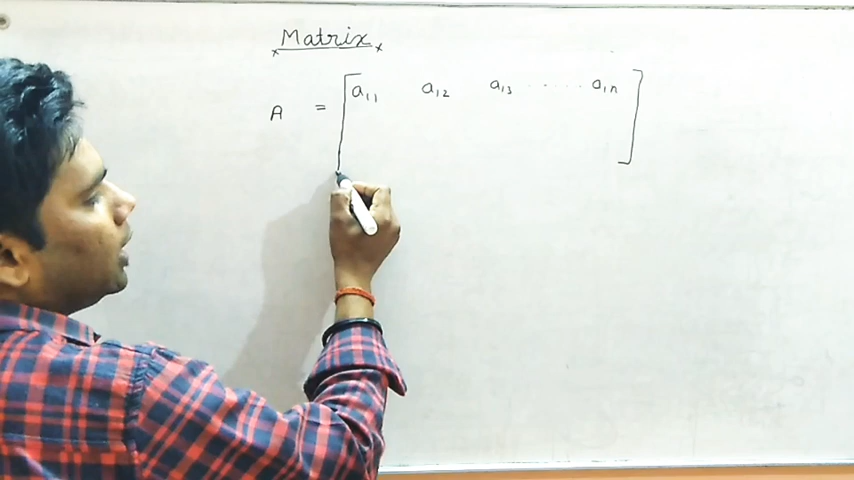 Matrix
A = [ a₁₁ a₁₂ a₁₃ ...... a₁ₙ ]